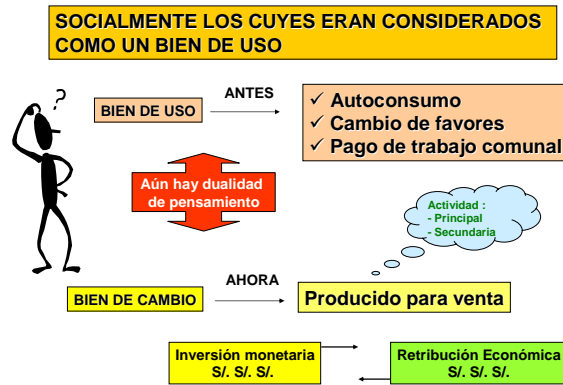 SOCIALMENTE LOS CUYES ERAN CONSIDERADOS
COMO UN BIEN DE USO
?
BIEN DE USO
ANTES
✓ Autoconsumo
✓ Cambio de favores
✓ Pago de trabajo comunal
Aún hay dualidad
de pensamiento
Actividad :
- Principal
- Secundaria
BIEN DE CAMBIO
AHORA
Producido para venta
Inversión monetaria
S/. S/. S/.
Retribución Económica
S/. S/. S/.